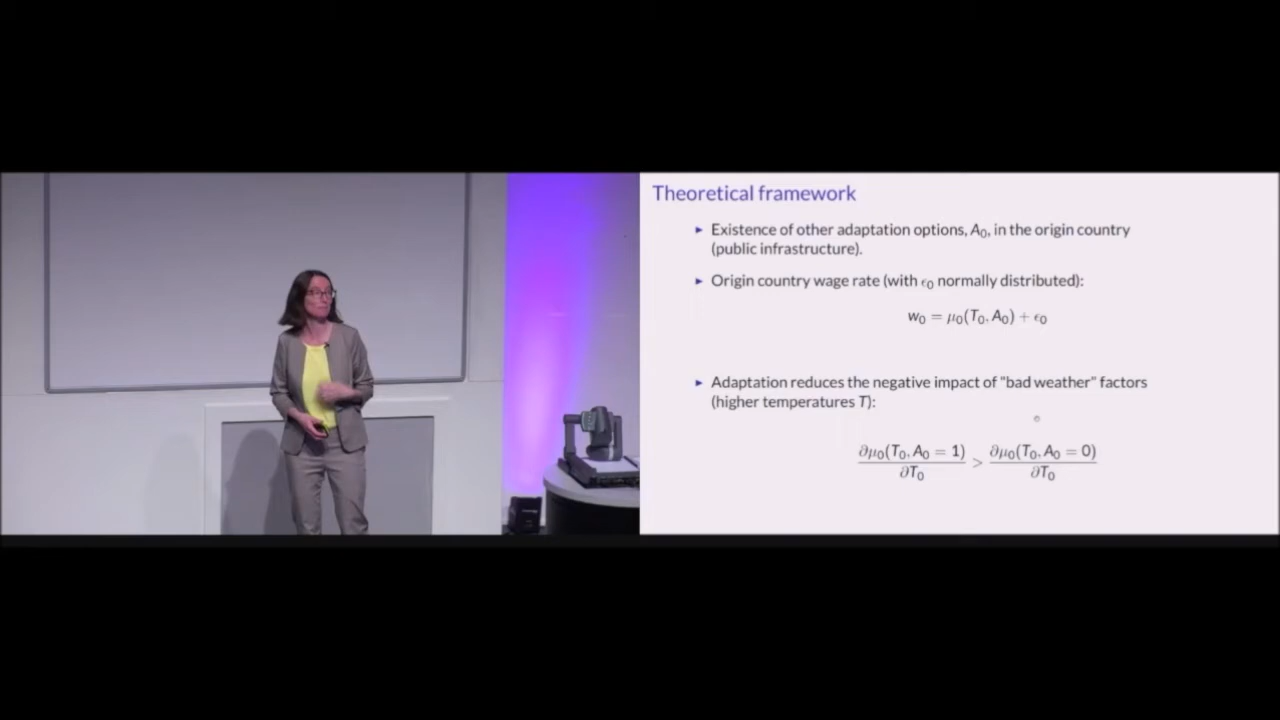 Theoretical framework
▸ Existence of other adaptation options, A₀, in the origin country
(public infrastructure).
▸ Origin country wage rate (with ϵ₀ normally distributed):
w₀ = μ₀(T₀, A₀) + ϵ₀
▸ Adaptation reduces the negative impact of "bad weather" factors
(higher temperatures T):
∂μ₀(T₀, A₀ = 1)/∂T₀ > ∂μ₀(T₀, A₀ = 0)/∂T₀